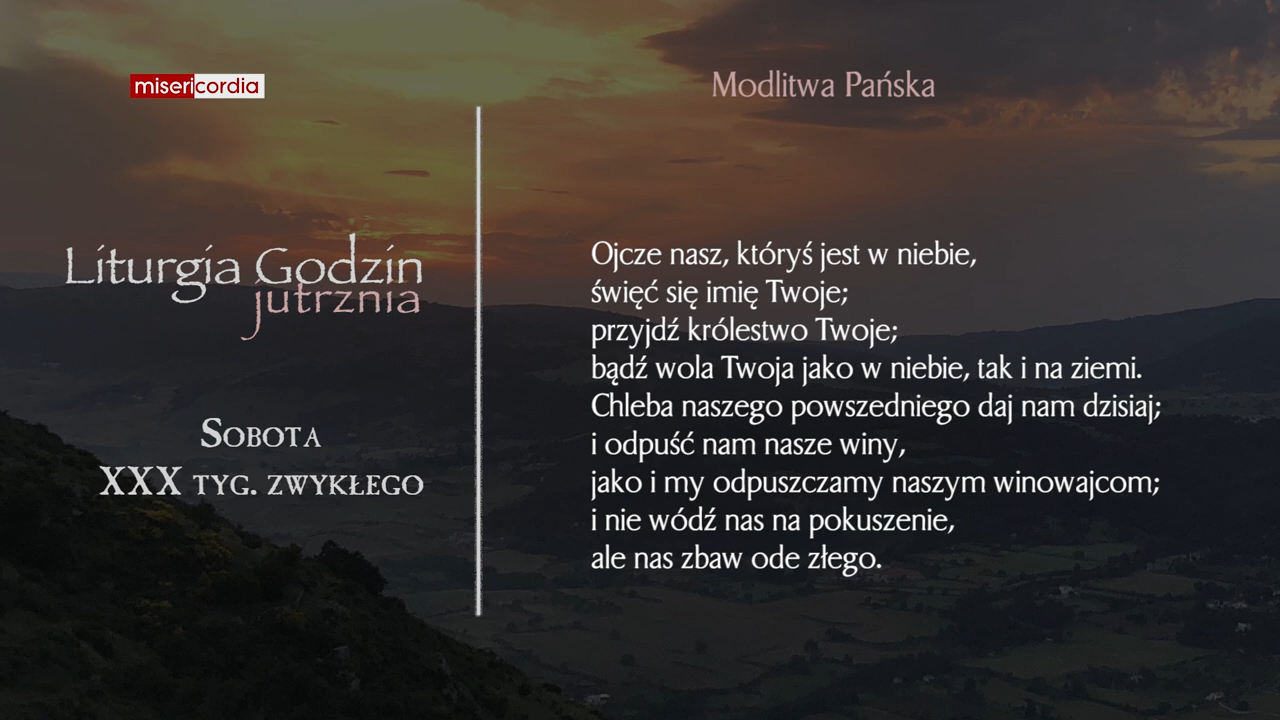 misericordia
Liturgia Godzin
jutrznia
Sobota
XXX tyg. zwykłego
Modlitwa Pańska
Ojcze nasz, któryś jest w niebie,
święć się imię Twoje;
przyjdź królestwo Twoje;
bądź wola Twoja jako w niebie, tak i na ziemi.
Chleba naszego powszedniego daj nam dzisiaj;
i odpuść nam nasze winy,
jako i my odpuszczamy naszym winowajcom;
i nie wódź nas na pokuszenie,
ale nas zbaw ode złego.